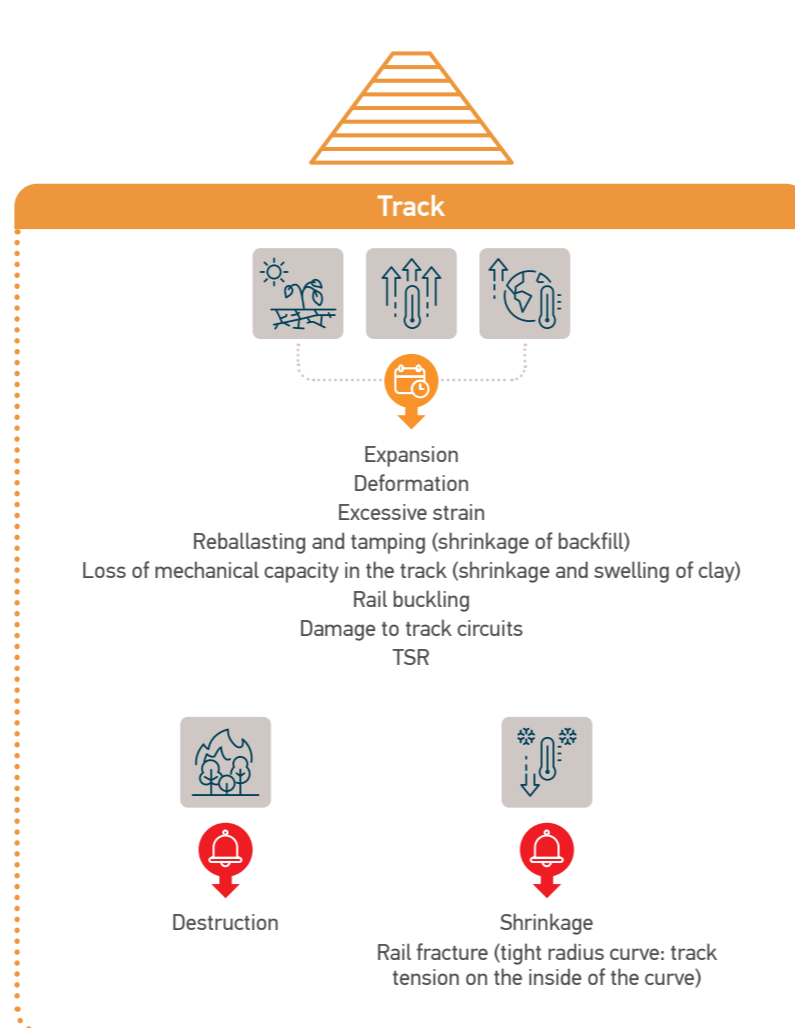 Track
Expansion
Deformation
Excessive strain
Reballasting and tamping (shrinkage of backfill)
Loss of mechanical capacity in the track (shrinkage and swelling of clay)
Rail buckling
Damage to track circuits
TSR
Destruction
Shrinkage
Rail fracture (tight radius curve: track
tension on the inside of the curve)